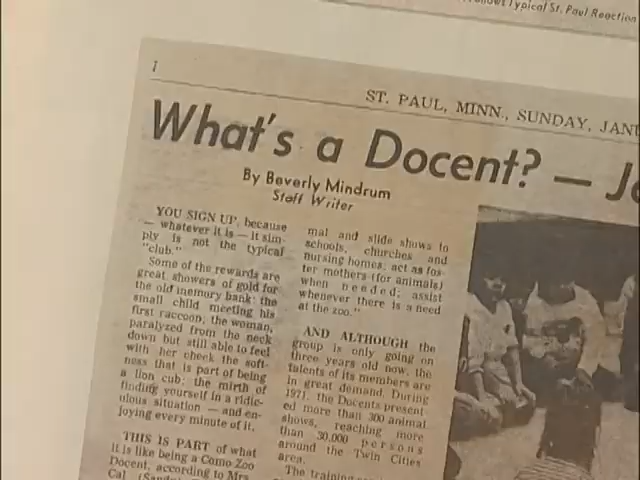 Typical St. Paul Reaction
1
ST. PAUL, MINN., SUNDAY, JANU
What's a Docent? — J
By Beverly Mindrum
Staff Writer
YOU SIGN UP, because
— whatever it is — it sim-
ply is not the typical
"club."
Some of the rewards are
great showers of gold for
the old memory bank: the
small child meeting his
first raccoon, the woman,
paralyzed from the neck
down but still able to feel
with her cheek the soft-
ness that is part of being
a lion cub; the mirth of
finding yourself in a ridic-
ulous situation — and en-
joying every minute of it.
THIS IS PART of what
it is like being a Como Zoo
Docent, according to Mrs.
Cal
mal and slide shows to
schools, churches and
nursing homes; act as fos-
ter mothers (for animals)
when needed; assist
whenever there is a need
at the zoo."
AND ALTHOUGH the
group is only going on
three years old now, the
talents of its members are
in great demand. During
1971, the Docents present-
ed more than 300 animal
shows, reaching more
than 30,000 persons
around the Twin Cities
area.
The training